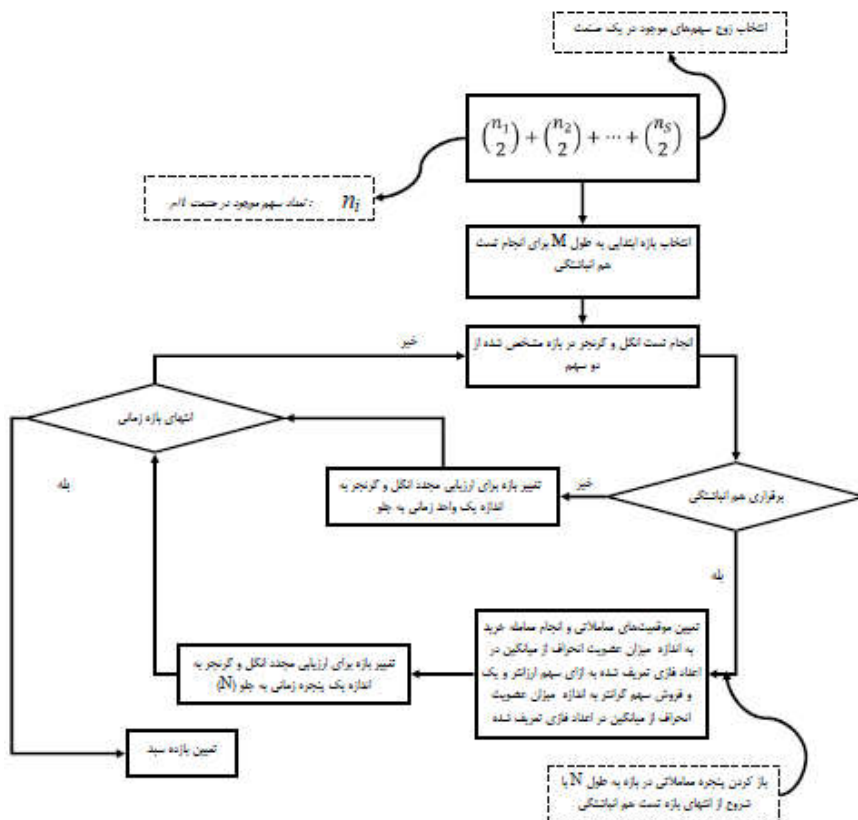 انتخاب زوج سهم‌های موجود در یک صنعت
(n₁ 2) + (n₂ 2) + ⋯ + (n_S 2)
n_i : تعداد سهم موجود در صنعت iام
انتخاب بازه ابتدایی به طول M برای انجام تست
هم انباشتگی
انجام تست انگل و گرنجر در بازه مشخص شده از
دو سهم
خیر
انتهای بازه زمانی
بله
برقراری هم انباشتگی
خیر
تغییر بازه برای ارزیابی مجدد انگل و گرنجر به
اندازه یک واحد زمانی به جلو
بله
تعیین موقعیت‌های معاملاتی و انجام معامله خرید
به اندازه میزان عضویت انحراف از میانگین در
اعداد فازی تعریف شده به ازای سهم ارزانتر و یک
و فروش سهم گرانتر به اندازه میزان عضویت
انحراف از میانگین در اعداد فازی تعریف شده
تغییر بازه برای ارزیابی مجدد انگل و گرنجر به
اندازه یک پنجره زمانی به جلو (N)
تعیین بازده سبد
باز کردن پنجره معاملاتی در بازه به طول N با
شروع از انتهای بازه تست هم انباشتگی